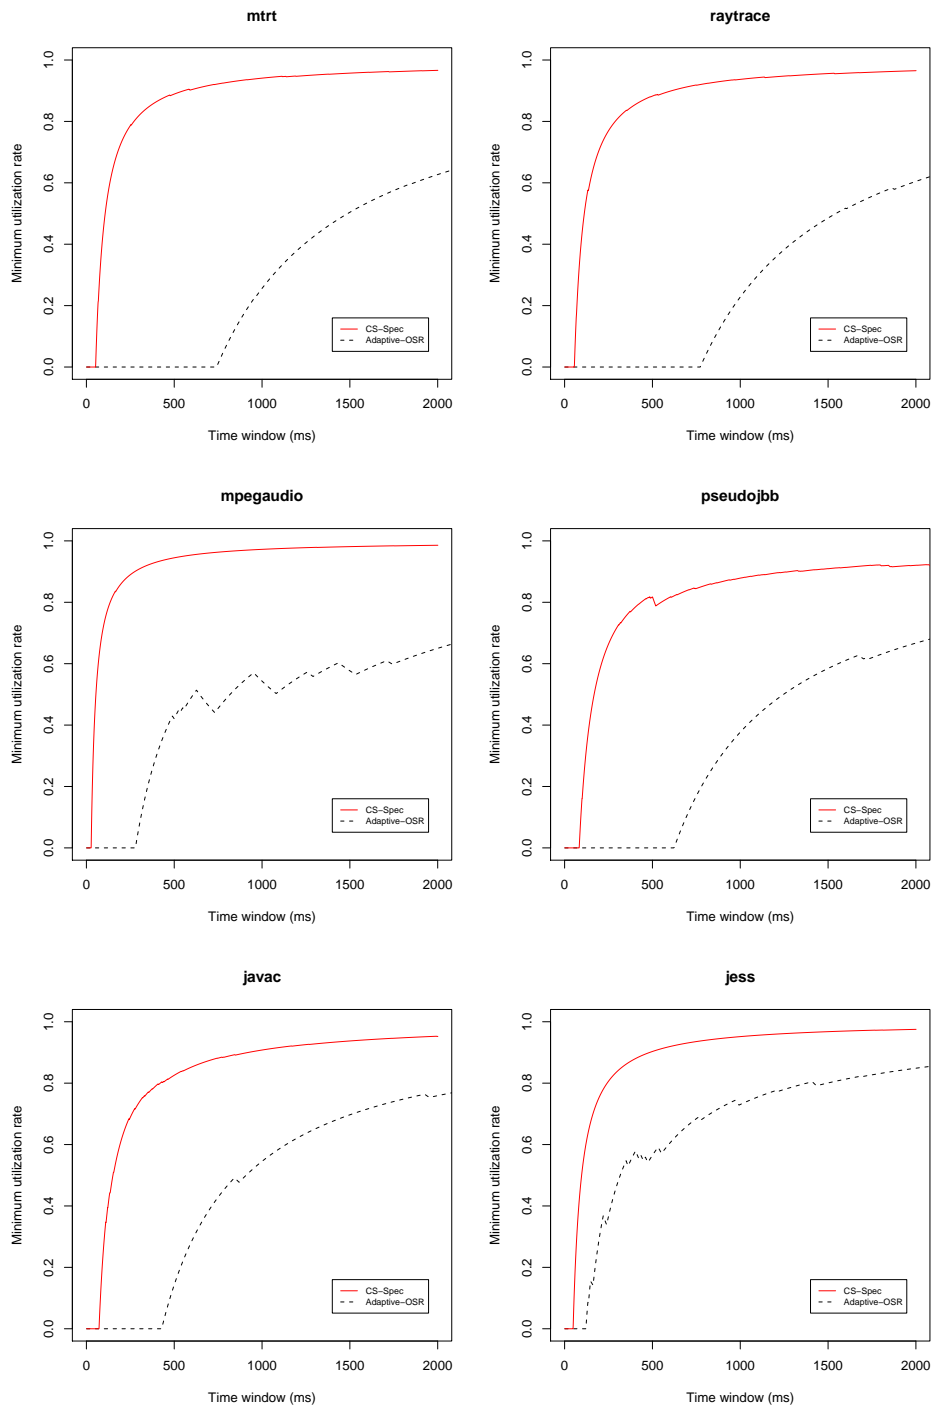 mtrt
Minimum utilization rate
0.0 0.2 0.4 0.6 0.8 1.0
CS−Spec
Adaptive−OSR
0 500 1000 1500 2000
Time window (ms)
raytrace
Minimum utilization rate
0.0 0.2 0.4 0.6 0.8 1.0
CS−Spec
Adaptive−OSR
0 500 1000 1500 2000
Time window (ms)
mpegaudio
Minimum utilization rate
0.0 0.2 0.4 0.6 0.8 1.0
CS−Spec
Adaptive−OSR
0 500 1000 1500 2000
Time window (ms)
pseudojbb
Minimum utilization rate
0.0 0.2 0.4 0.6 0.8 1.0
CS−Spec
Adaptive−OSR
0 500 1000 1500 2000
Time window (ms)
javac
Minimum utilization rate
0.0 0.2 0.4 0.6 0.8 1.0
CS−Spec
Adaptive−OSR
0 500 1000 1500 2000
Time window (ms)
jess
Minimum utilization rate
0.0 0.2 0.4 0.6 0.8 1.0
CS−Spec
Adaptive−OSR
0 500 1000 1500 2000
Time window (ms)